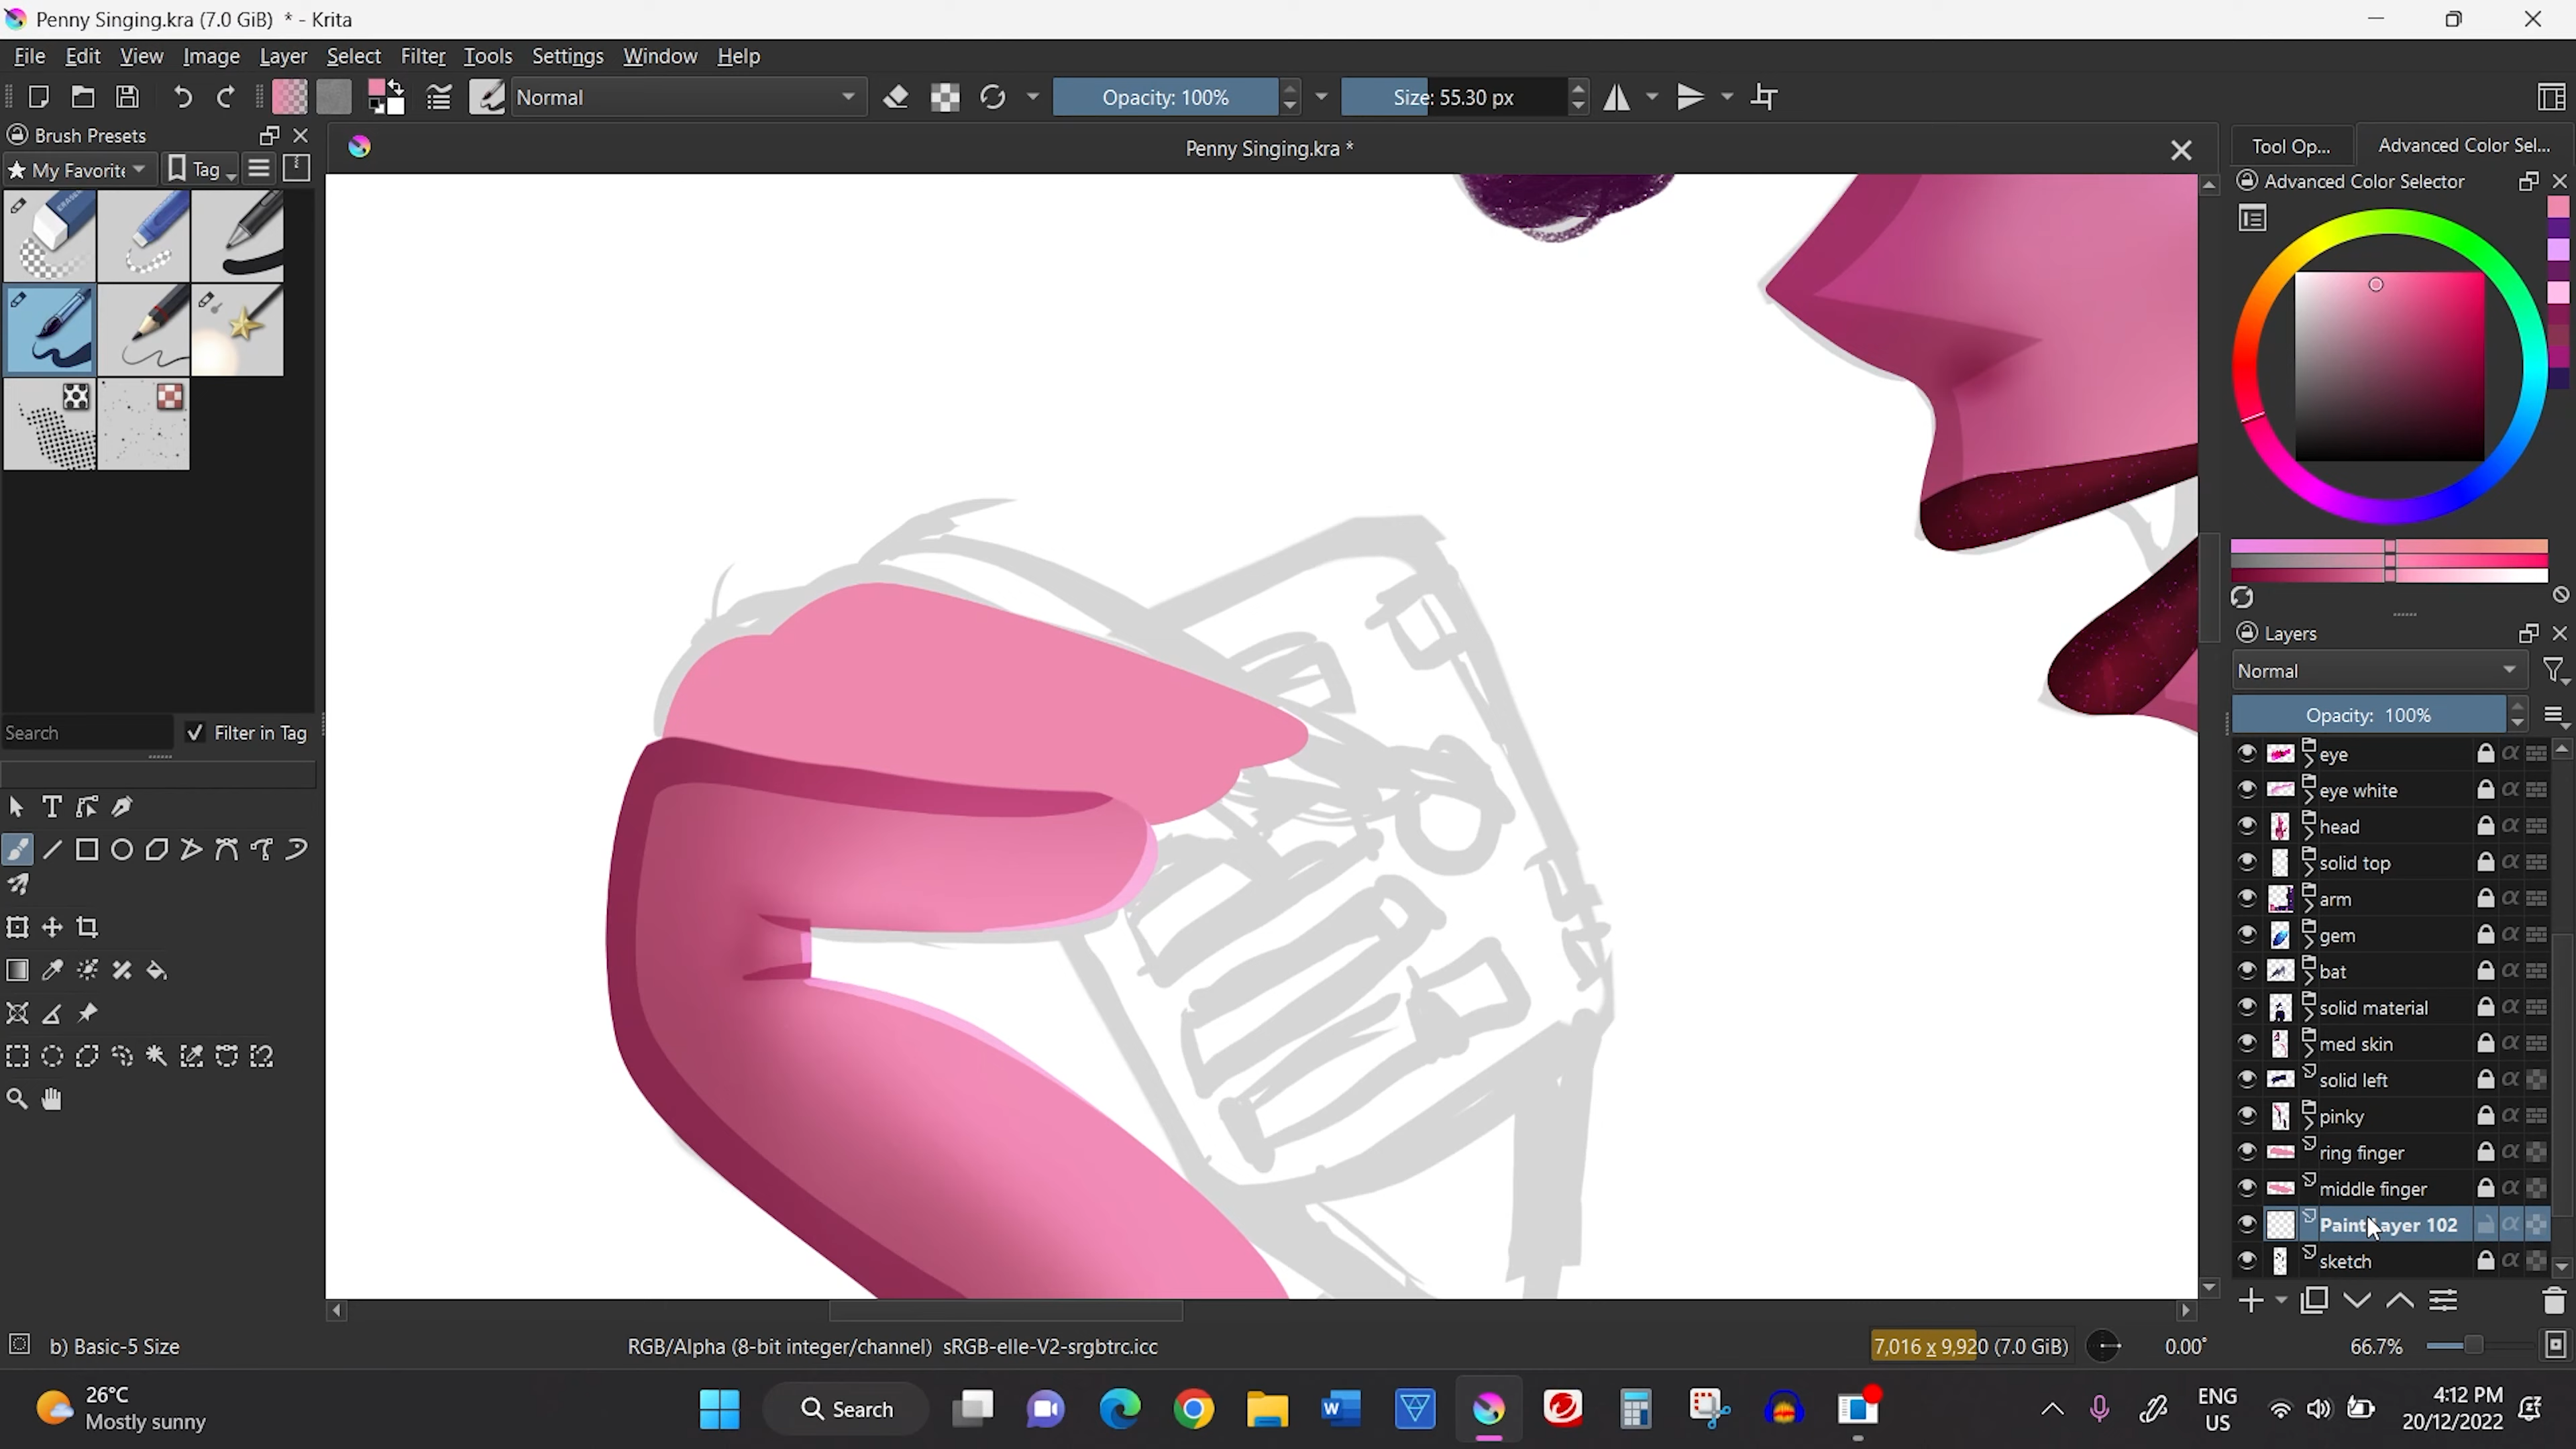 Penny Singing.kra (7.0 GiB) * - Krita
File Edit View Image Layer Select Filter Tools Settings Window Help
Normal
Opacity: 100%
Size: 55.30 px
Brush Presets
Penny Singing.kra *
Tool Op...
Advanced Color Sel...
My Favorite
Tag
Advanced Color Selector
Layers
Normal
Opacity: 100%
Search
Filter in Tag
eye
eye white
head
solid top
arm
gem
bat
solid material
med skin
solid left
pinky
ring finger
middle finger
Paint Layer 102
sketch
b) Basic-5 Size
RGB/Alpha (8-bit integer/channel) sRGB-elle-V2-srgbtrc.icc
7,016 x 9,920 (7.0 GiB)
0.00°
66.7%
26°C
Mostly sunny
Search
ENG
US
4:12 PM
20/12/2022